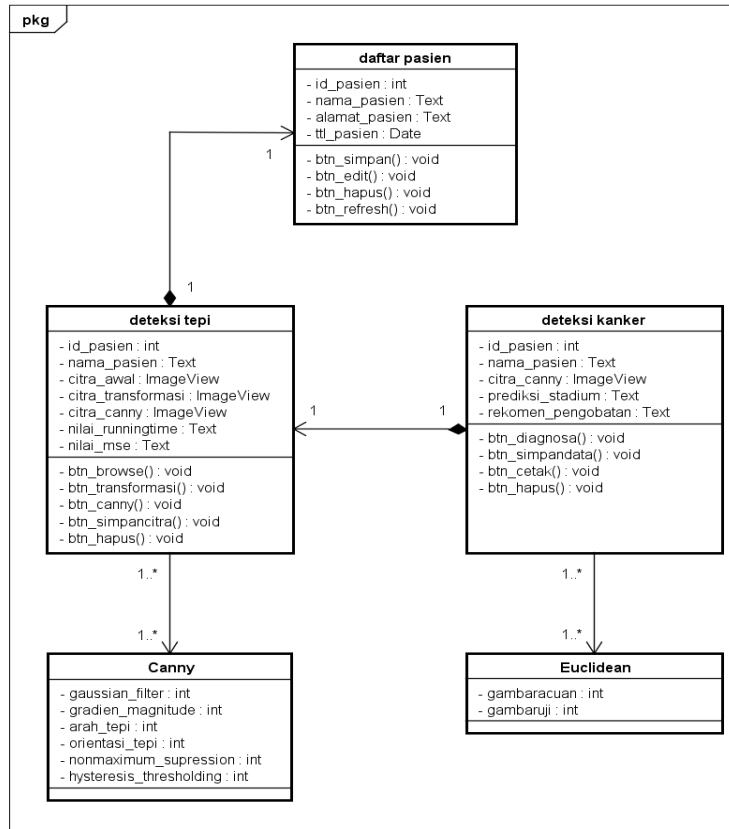 pkg
daftar pasien
- id_pasien : int
- nama_pasien : Text
- alamat_pasien : Text
- ttl_pasien : Date
- btn_simpan() : void
- btn_edit() : void
- btn_hapus() : void
- btn_refresh() : void
1
1
deteksi tepi
- id_pasien : int
- nama_pasien : Text
- citra_awal : ImageView
- citra_transformasi : ImageView
- citra_canny : ImageView
- nilai_runningtime : Text
- nilai_mse : Text
- btn_browse() : void
- btn_transformasi() : void
- btn_canny() : void
- btn_simpancitra() : void
- btn_hapus() : void
1
1
deteksi kanker
- id_pasien : int
- nama_pasien : Text
- citra_canny : ImageView
- prediksi_stadium : Text
- rekomen_pengobatan : Text
- btn_diagnosa() : void
- btn_simpandata() : void
- btn_cetak() : void
- btn_hapus() : void
1..*
1..*
1..*
1..*
Canny
- gaussian_filter : int
- gradien_magnitude : int
- arah_tepi : int
- orientasi_tepi : int
- nonmaximum_supression : int
- hysteresis_thresholding : int
Euclidean
- gambaracuan : int
- gambaruji : int